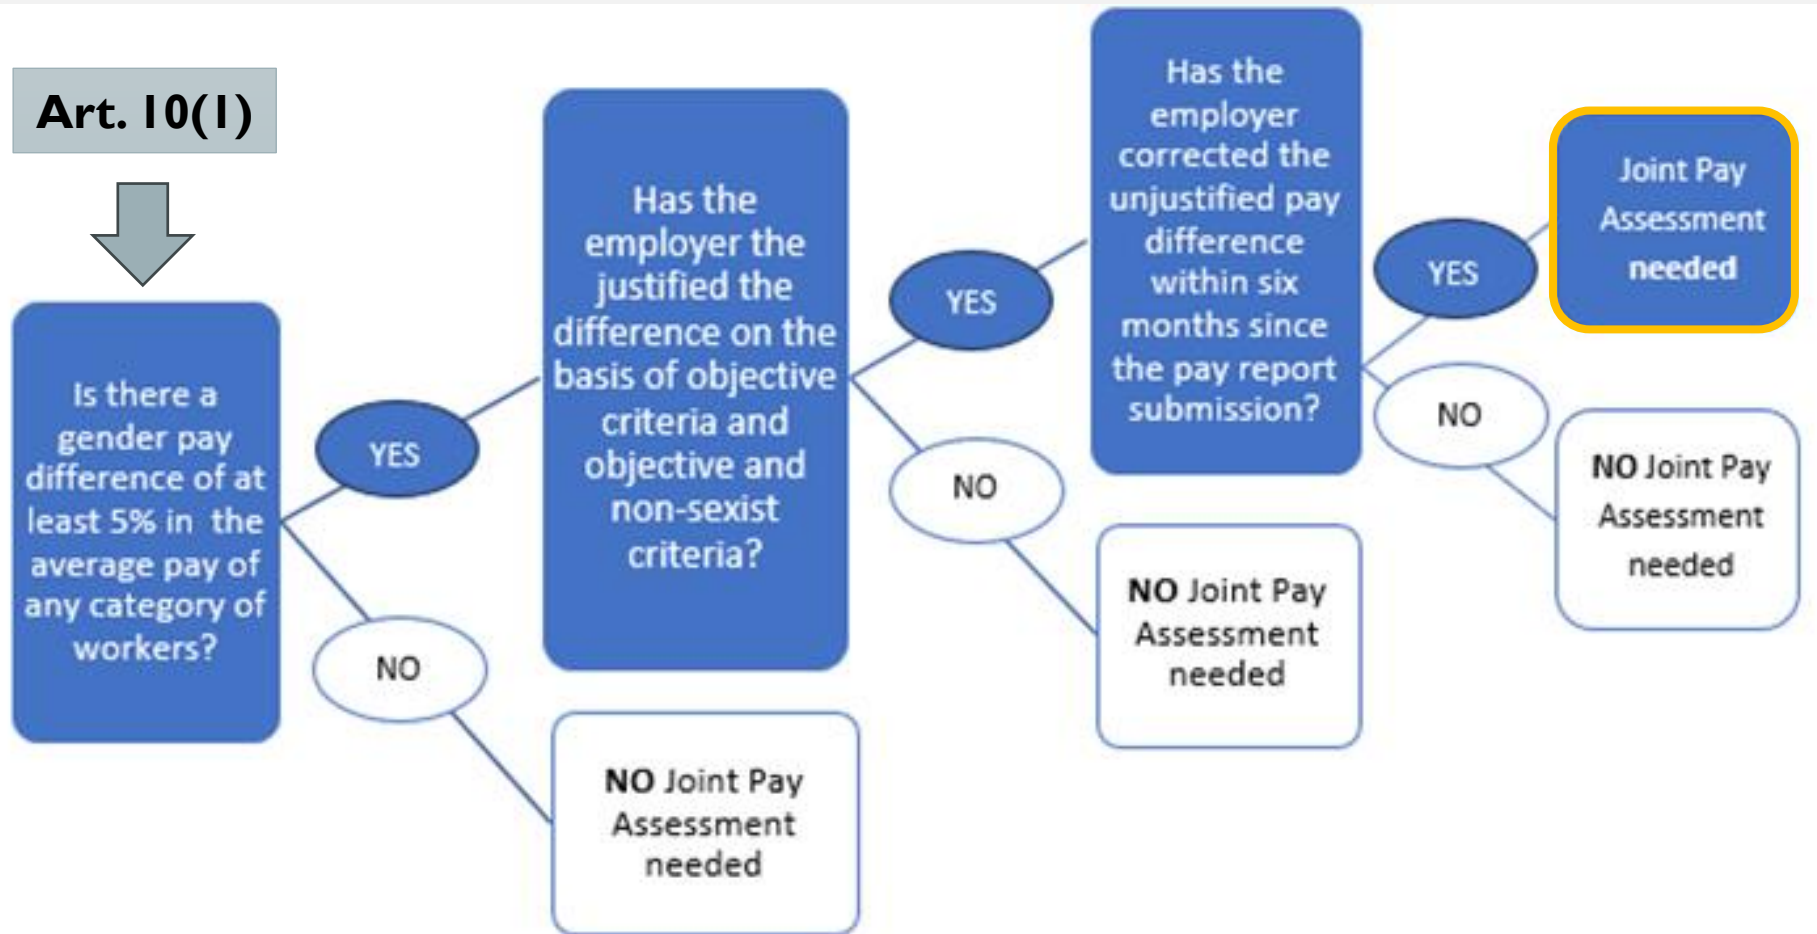 Art. 10(1)
Is there a
gender pay
difference of at
least 5% in the
average pay of
any category of
workers?
YES
NO
NO Joint Pay
Assessment
needed
Has the
employer the
justified the
difference on the
basis of objective
criteria and
objective and
non-sexist
criteria?
YES
NO
NO Joint Pay
Assessment
needed
Has the
employer
corrected the
unjustified pay
difference
within six
months since
the pay report
submission?
YES
NO
Joint Pay
Assessment
needed
NO Joint Pay
Assessment
needed